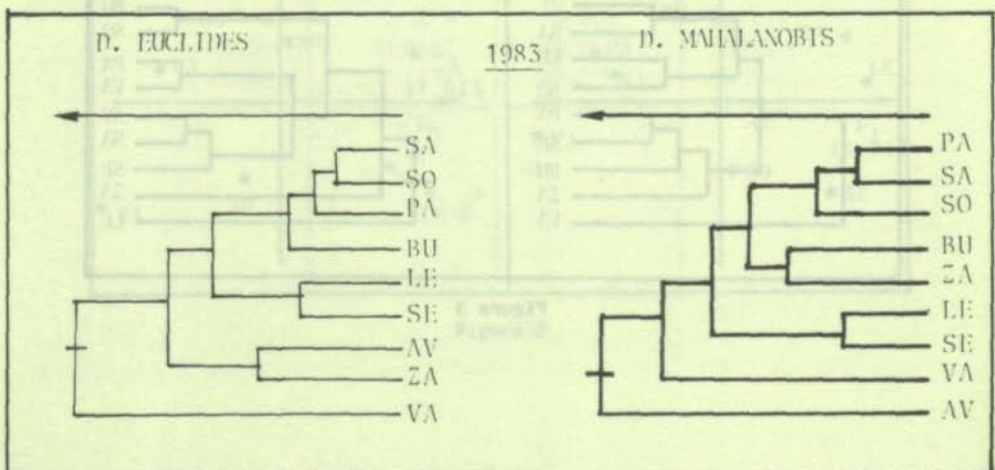 D. EUCLIDES
1983
D. MAHALANOBIS
SA
SO
PA
BU
LE
SE
AV
ZA
VA
PA
SA
SO
BU
ZA
LE
SE
VA
AV